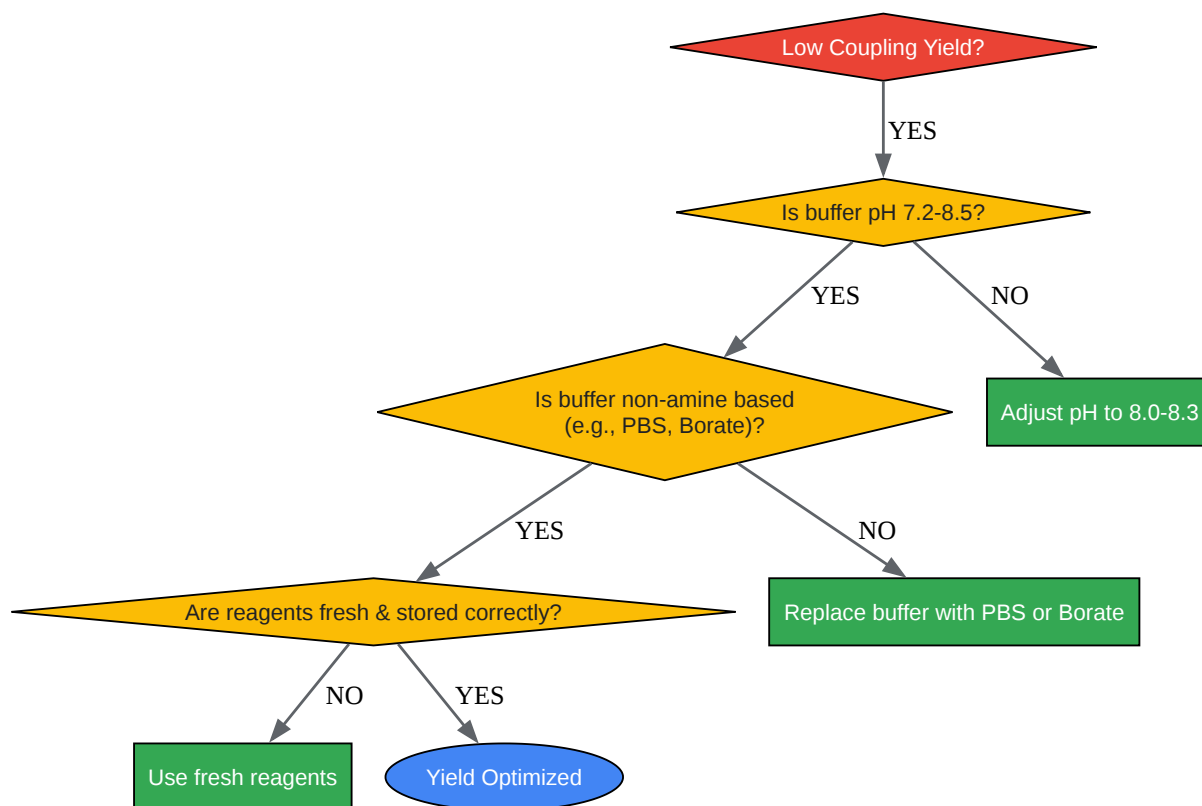 Low Coupling Yield?
YES
Is buffer pH 7.2-8.5?
YES
NO
Is buffer non-amine based
(e.g., PBS, Borate)?
Adjust pH to 8.0-8.3
YES
NO
Are reagents fresh & stored correctly?
Replace buffer with PBS or Borate
NO
YES
Use fresh reagents
Yield Optimized